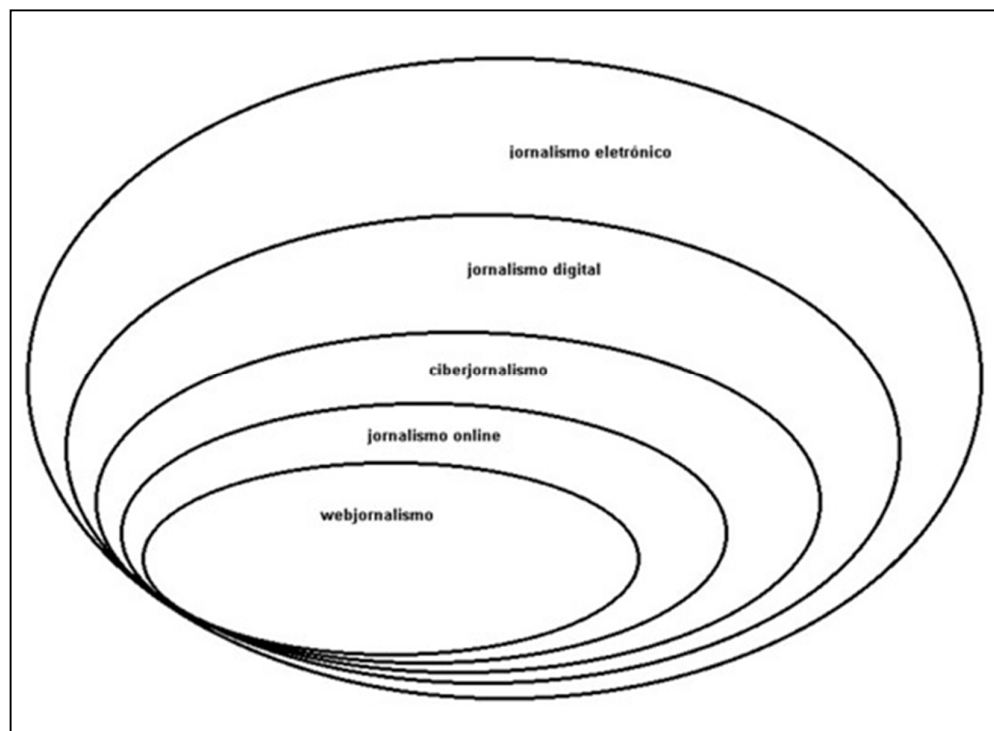 jornalismo eletrónico
jornalismo digital
ciberjornalismo
jornalismo online
webjornalismo